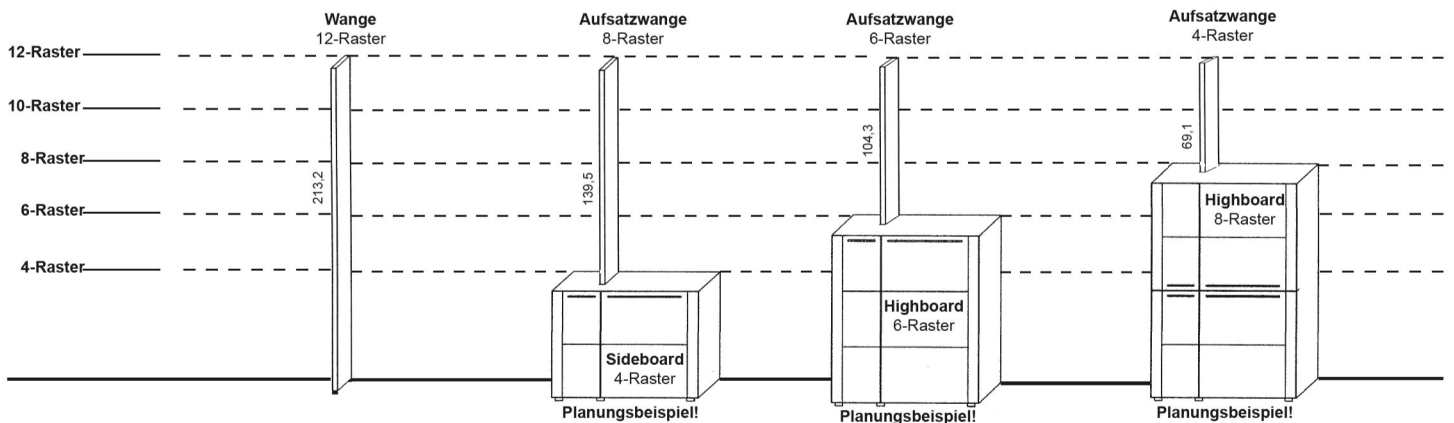 Wange
12-Raster
Aufsatzwange
8-Raster
Aufsatzwange
6-Raster
Aufsatzwange
4-Raster
12-Raster
10-Raster
8-Raster
6-Raster
4-Raster
213,2
139,5
104,3
69,1
Sideboard
4-Raster
Highboard
6-Raster
Highboard
8-Raster
Planungsbeispiel!
Planungsbeispiel!
Planungsbeispiel!